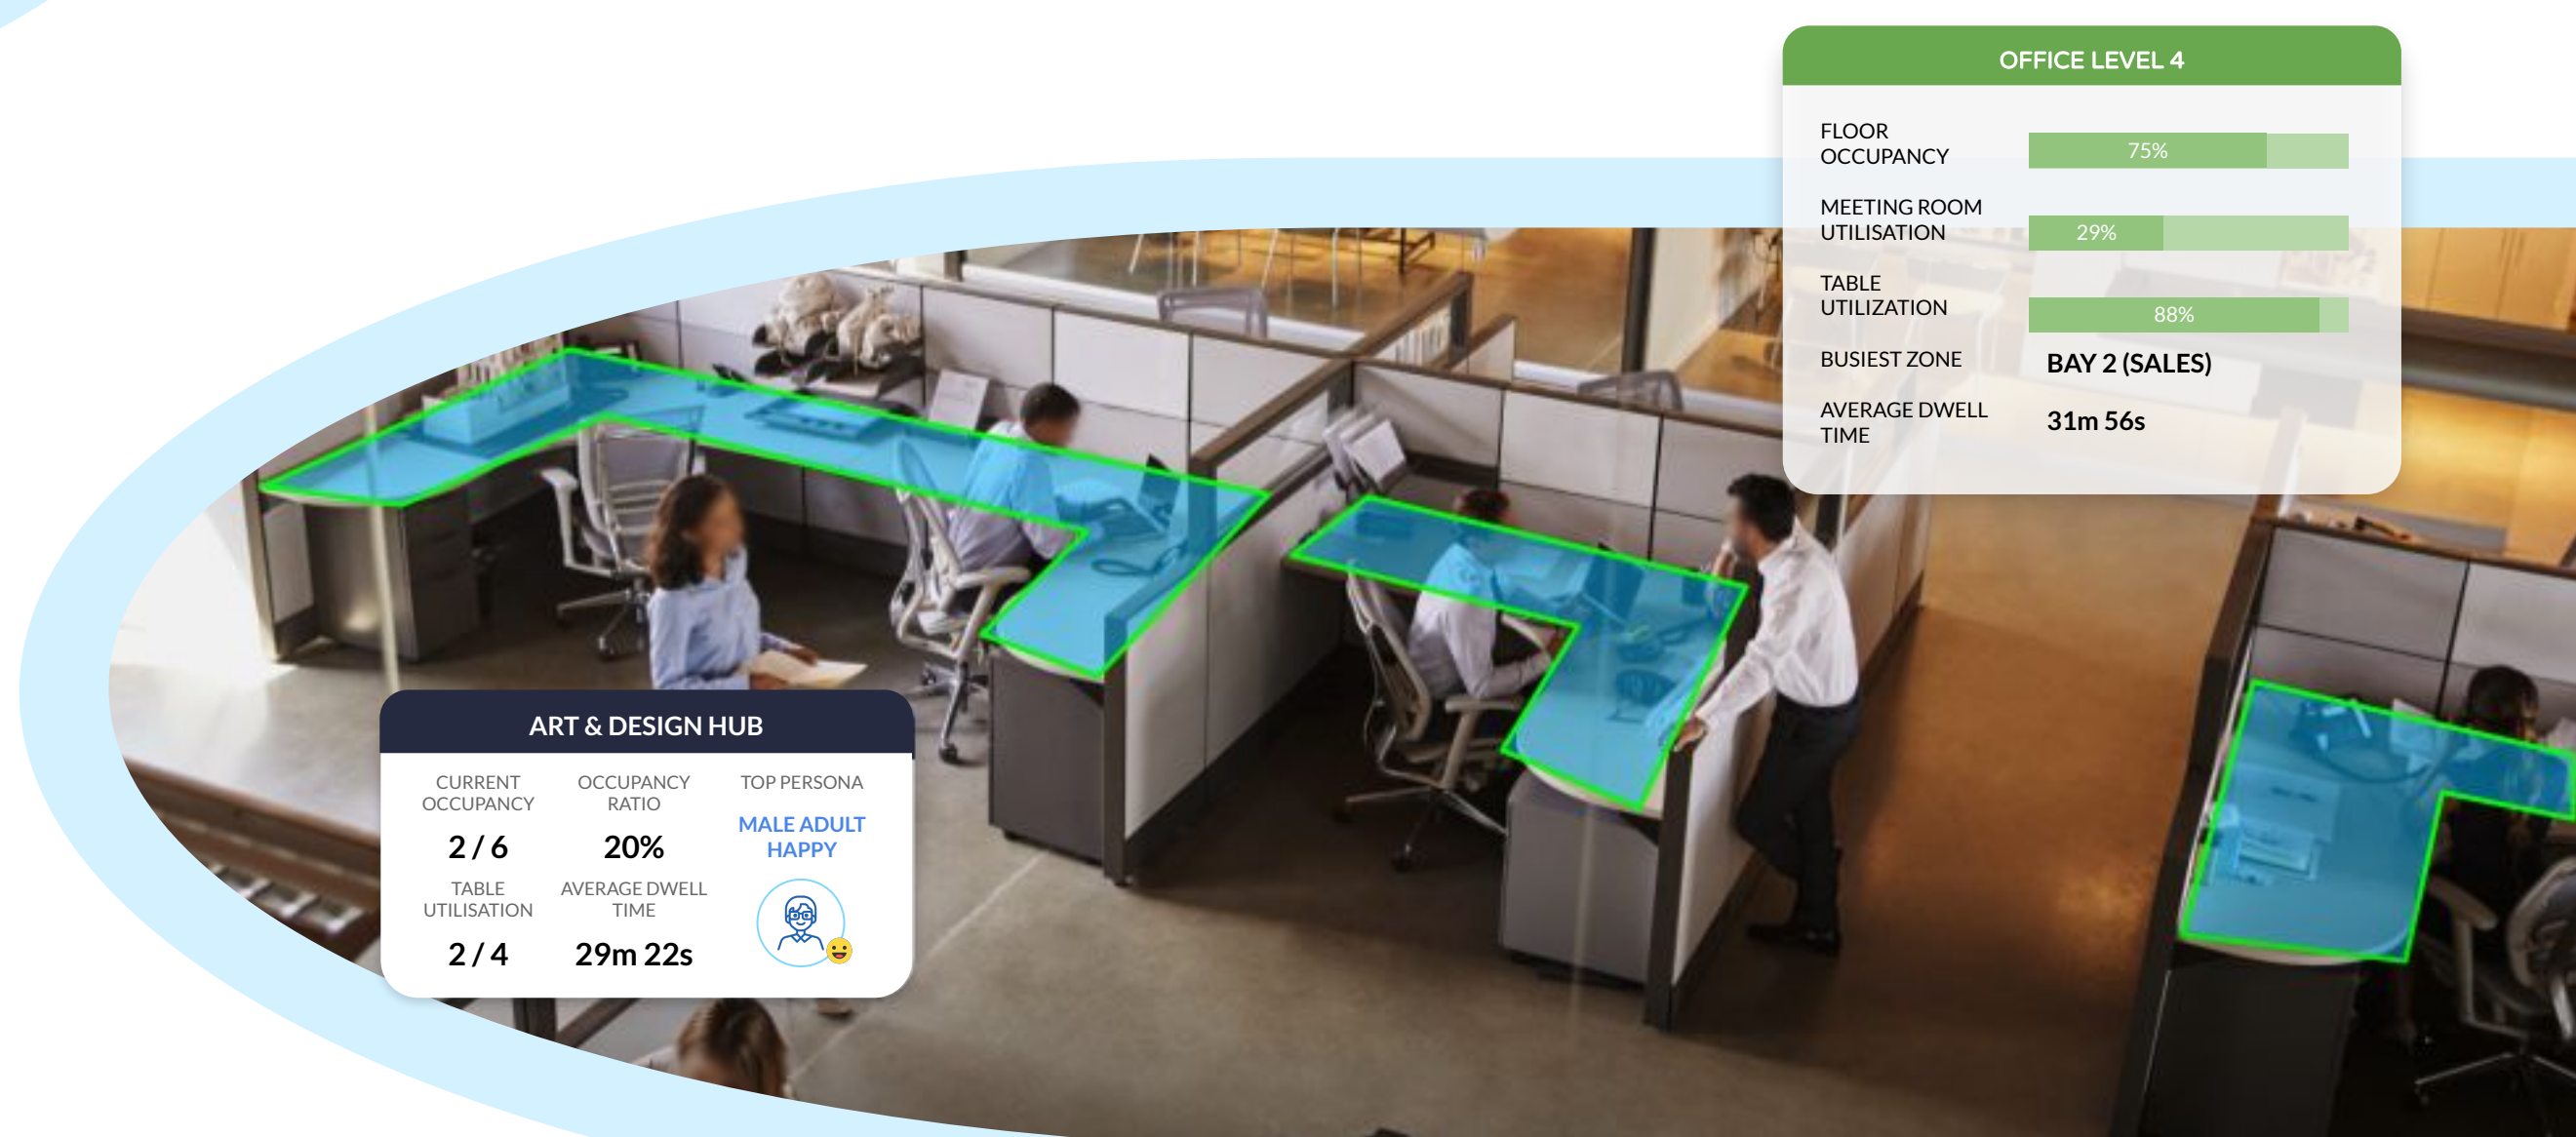 OFFICE LEVEL 4
FLOOR
OCCUPANCY
75%
MEETING ROOM
UTILISATION
29%
TABLE
UTILIZATION
88%
BUSIEST ZONE
BAY 2 (SALES)
AVERAGE DWELL
TIME
31m 56s
ART & DESIGN HUB
CURRENT
OCCUPANCY
2 / 6
OCCUPANCY
RATIO
20%
TOP PERSONA
MALE ADULT
HAPPY
TABLE
UTILISATION
2 / 4
AVERAGE DWELL
TIME
29m 22s